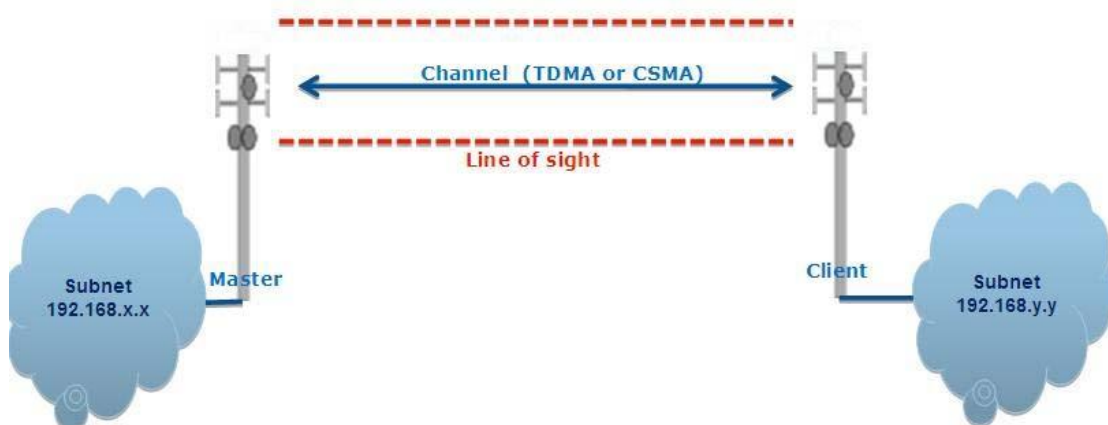 Channel (TDMA or CSMA)
Line of sight
Master
Client
Subnet
192.168.x.x
Subnet
192.168.y.y